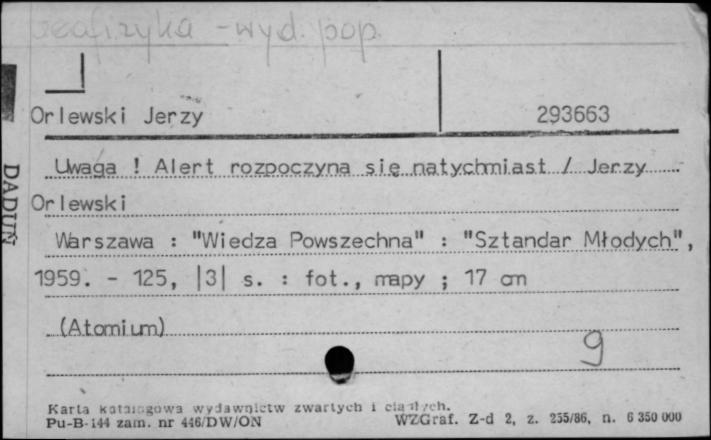 geofizyka - wyd. pop.
Orlewski Jerzy 293663
Uwaga ! Alert rozpoczyna się natychmiast / Jerzy
Orlewski
Warszawa : "Wiedza Powszechna" : "Sztandar Młodych",
1959. - 125, |3| s. : fot., mapy ; 17 cm
(Atomium)
9
Karta katalogowa wydawnictw zwartych i ciągłych.
Pu-B-144 zam. nr 446/DW/ON WZGraf. Z-d 2, z. 235/86, n. 6 350 000
DADUŃ